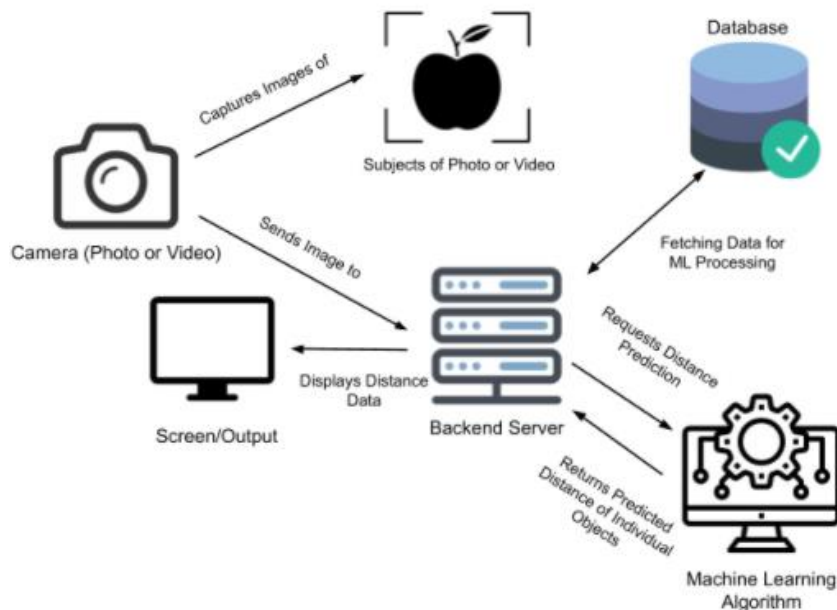 Database
Captures Images of
Subjects of Photo or Video
Camera (Photo or Video)
Sends Image to
Fetching Data for
ML Processing
Requests Distance
Prediction
Displays Distance
Data
Screen/Output
Backend Server
Returns Predicted
Distance of Individual
Objects
Machine Learning
Algorithm